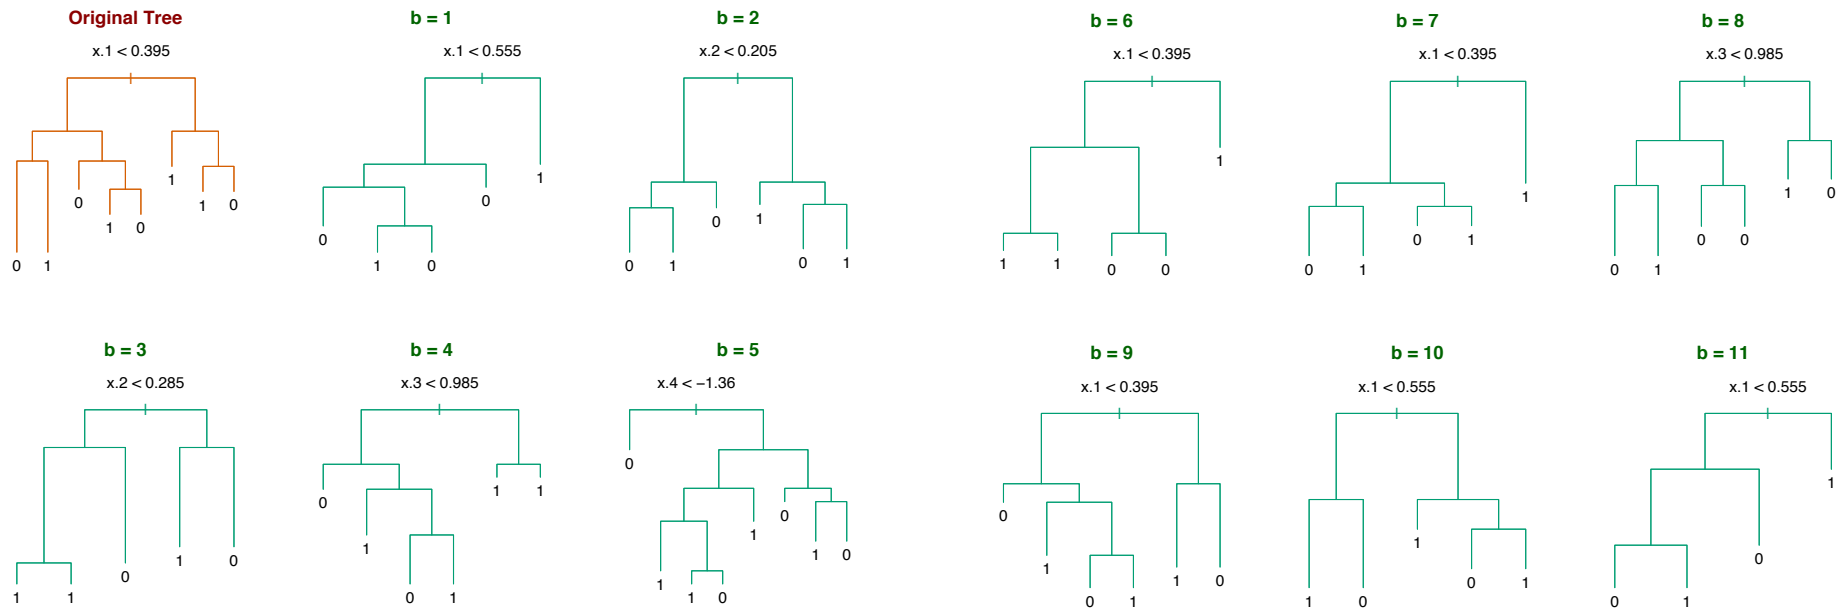 Original Tree
x.1 < 0.395
1
0
1 0
1 0
0 1
b = 1
x.1 < 0.555
1
0
0
1 0
b = 2
x.2 < 0.205
0 1
0 1
0 1
b = 6
x.1 < 0.395
1
1 1 0 0
b = 7
x.1 < 0.395
1
0 1
0 1
b = 8
x.3 < 0.985
1 0
0 0
0 1
b = 3
x.2 < 0.285
1 0
0
1 1
b = 4
x.3 < 0.985
1 1
0
1
0 1
b = 5
x.4 < −1.36
0
0
1
1 0
1
1 0
b = 9
x.1 < 0.395
0
1
1 0
0 1
b = 10
x.1 < 0.555
1
0 1
1 0
b = 11
x.1 < 0.555
1
0
0 1